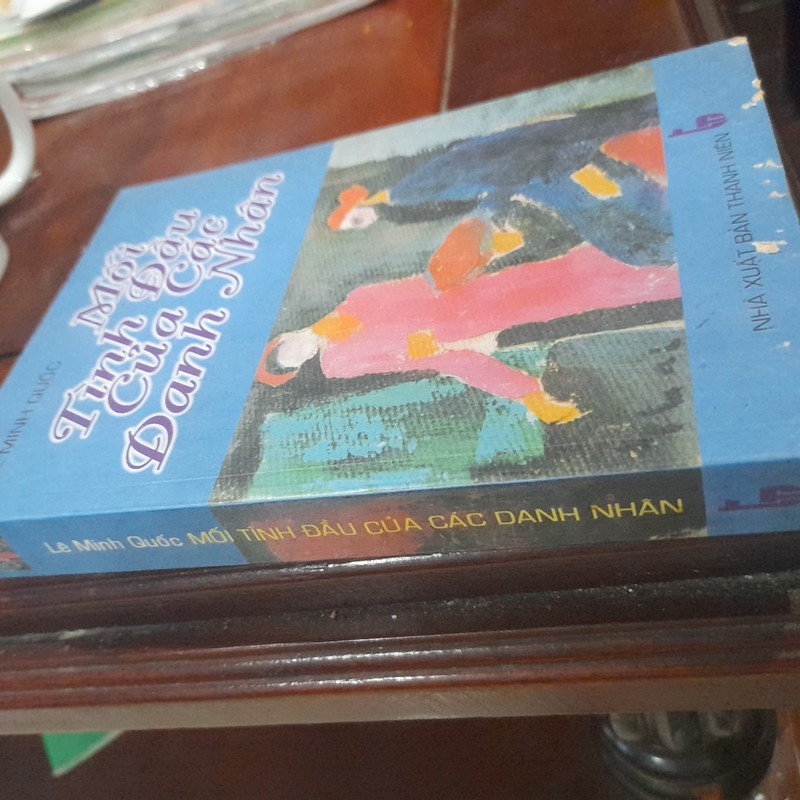 MINH QUỐC
Mối
Tình Đậu
Của Các
Danh Nhân
NHÀ XUẤT BẢN THANH NIÊN
Lê Minh Quốc MỐI TÌNH ĐẦU CỦA CÁC DANH NHÂN